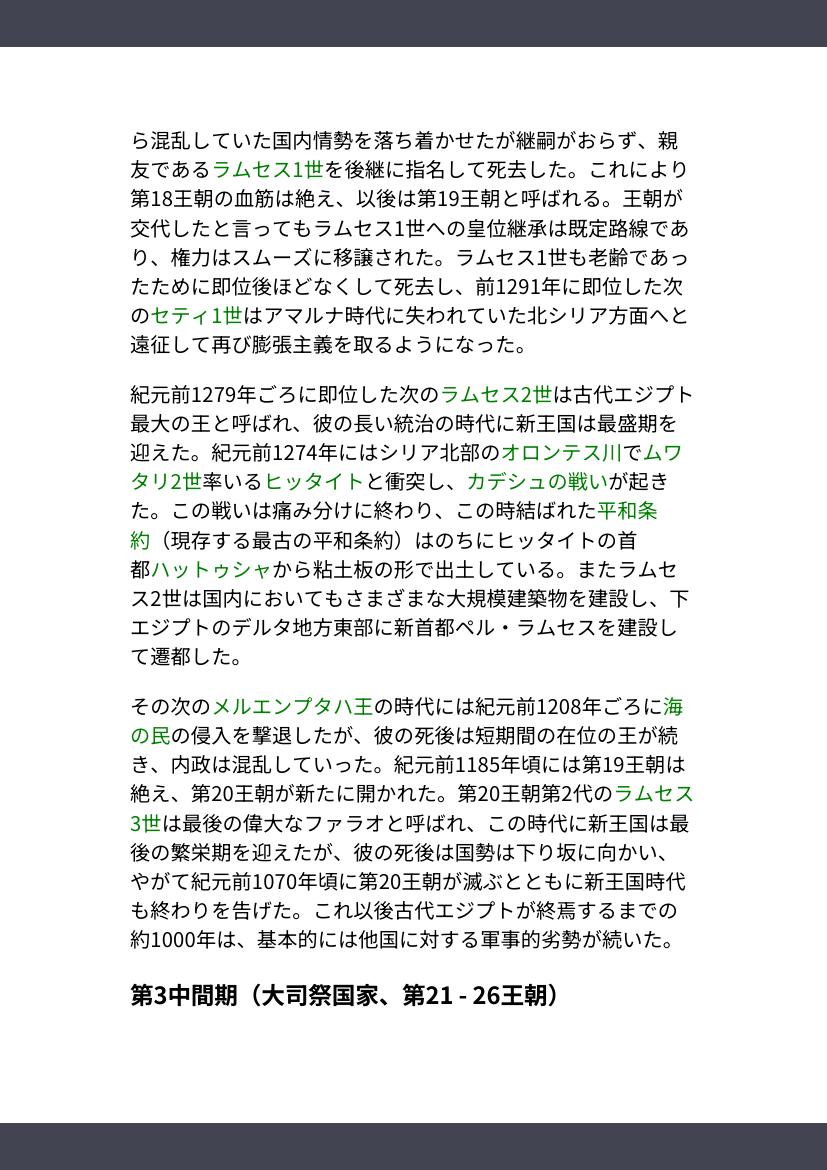 ら混乱していた国内情勢を落ち着かせたが継嗣がおらず、親
友であるラムセス1世を後継に指名して死去した。これにより
第18王朝の血筋は絶え、以後は第19王朝と呼ばれる。王朝が
交代したと言ってもラムセス1世への皇位継承は既定路線であ
り、権力はスムーズに移譲された。ラムセス1世も老齢であっ
たために即位後ほどなくして死去し、前1291年に即位した次
のセティ1世はアマルナ時代に失われていた北シリア方面へと
遠征して再び膨張主義を取るようになった。
紀元前1279年ごろに即位した次のラムセス2世は古代エジプト
最大の王と呼ばれ、彼の長い統治の時代に新王国は最盛期を
迎えた。紀元前1274年にはシリア北部のオロンテス川でムワ
タリ2世率いるヒッタイトと衝突し、カデシュの戦いが起き
た。この戦いは痛み分けに終わり、この時結ばれた平和条
約（現存する最古の平和条約）はのちにヒッタイトの首
都ハットゥシャから粘土板の形で出土している。またラムセ
ス2世は国内においてもさまざまな大規模建築物を建設し、下
エジプトのデルタ地方東部に新首都ペル・ラムセスを建設し
て遷都した。
その次のメルエンプタハ王の時代には紀元前1208年ごろに海
の民の侵入を撃退したが、彼の死後は短期間の在位の王が続
き、内政は混乱していった。紀元前1185年頃には第19王朝は
絶え、第20王朝が新たに開かれた。第20王朝第2代のラムセス
3世は最後の偉大なファラオと呼ばれ、この時代に新王国は最
後の繁栄期を迎えたが、彼の死後は国勢は下り坂に向かい、
やがて紀元前1070年頃に第20王朝が滅ぶとともに新王国時代
も終わりを告げた。これ以後古代エジプトが終焉するまでの
約1000年は、基本的には他国に対する軍事的劣勢が続いた。
第3中間期（大司祭国家、第21 - 26王朝）